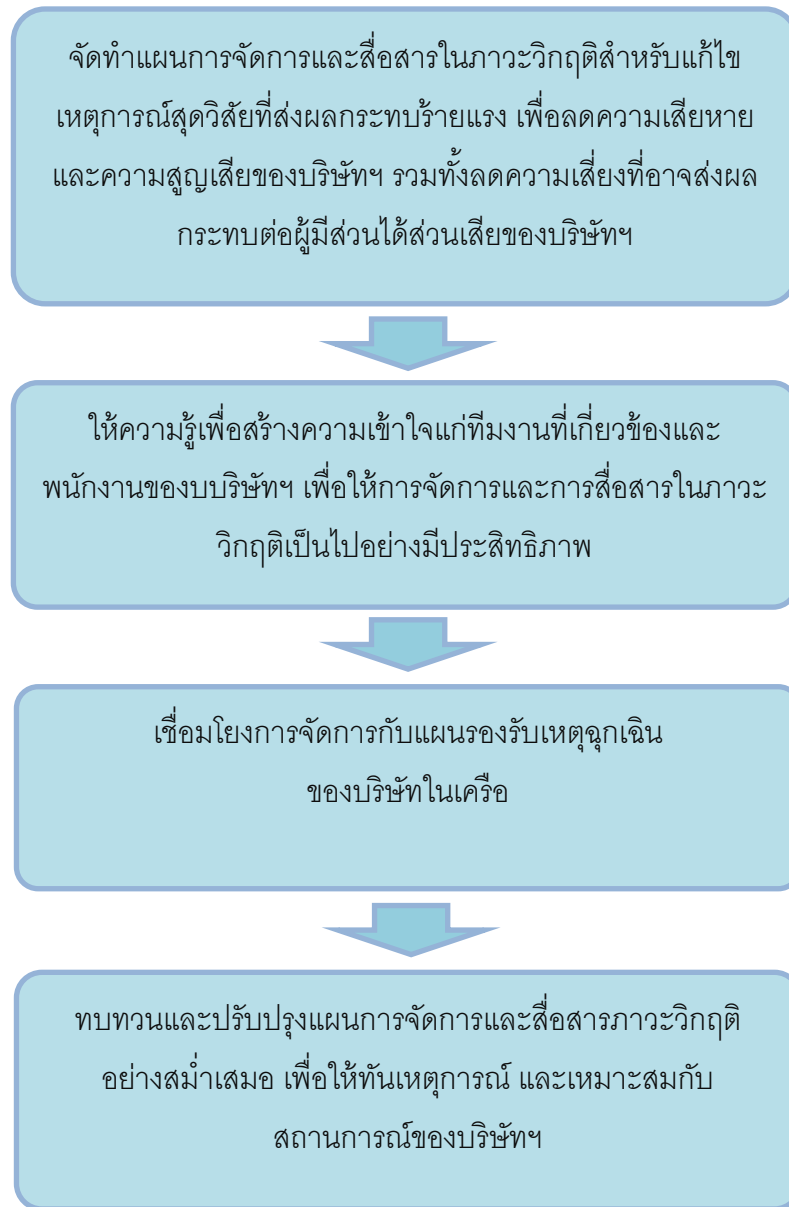 จัดทำแผนการจัดการและสื่อสารในภาวะวิกฤติสำหรับแก้ไข
เหตุการณ์สุดวิสัยที่ส่งผลกระทบร้ายแรง เพื่อลดความเสียหาย
และความสูญเสียของบริษัทฯ รวมทั้งลดความเสี่ยงที่อาจส่งผล
กระทบต่อผู้มีส่วนได้ส่วนเสียของบริษัทฯ
ให้ความรู้เพื่อสร้างความเข้าใจแก่ทีมงานที่เกี่ยวข้องและ
พนักงานของบบริษัทฯ เพื่อให้การจัดการและการสื่อสารในภาวะ
วิกฤติเป็นไปอย่างมีประสิทธิภาพ
เชื่อมโยงการจัดการกับแผนรองรับเหตุฉุกเฉิน
ของบริษัทในเครือ
ทบทวนและปรับปรุงแผนการจัดการและสื่อสารภาวะวิกฤติ
อย่างสม่ำเสมอ เพื่อให้ทันเหตุการณ์ และเหมาะสมกับ
สถานการณ์ของบริษัทฯ